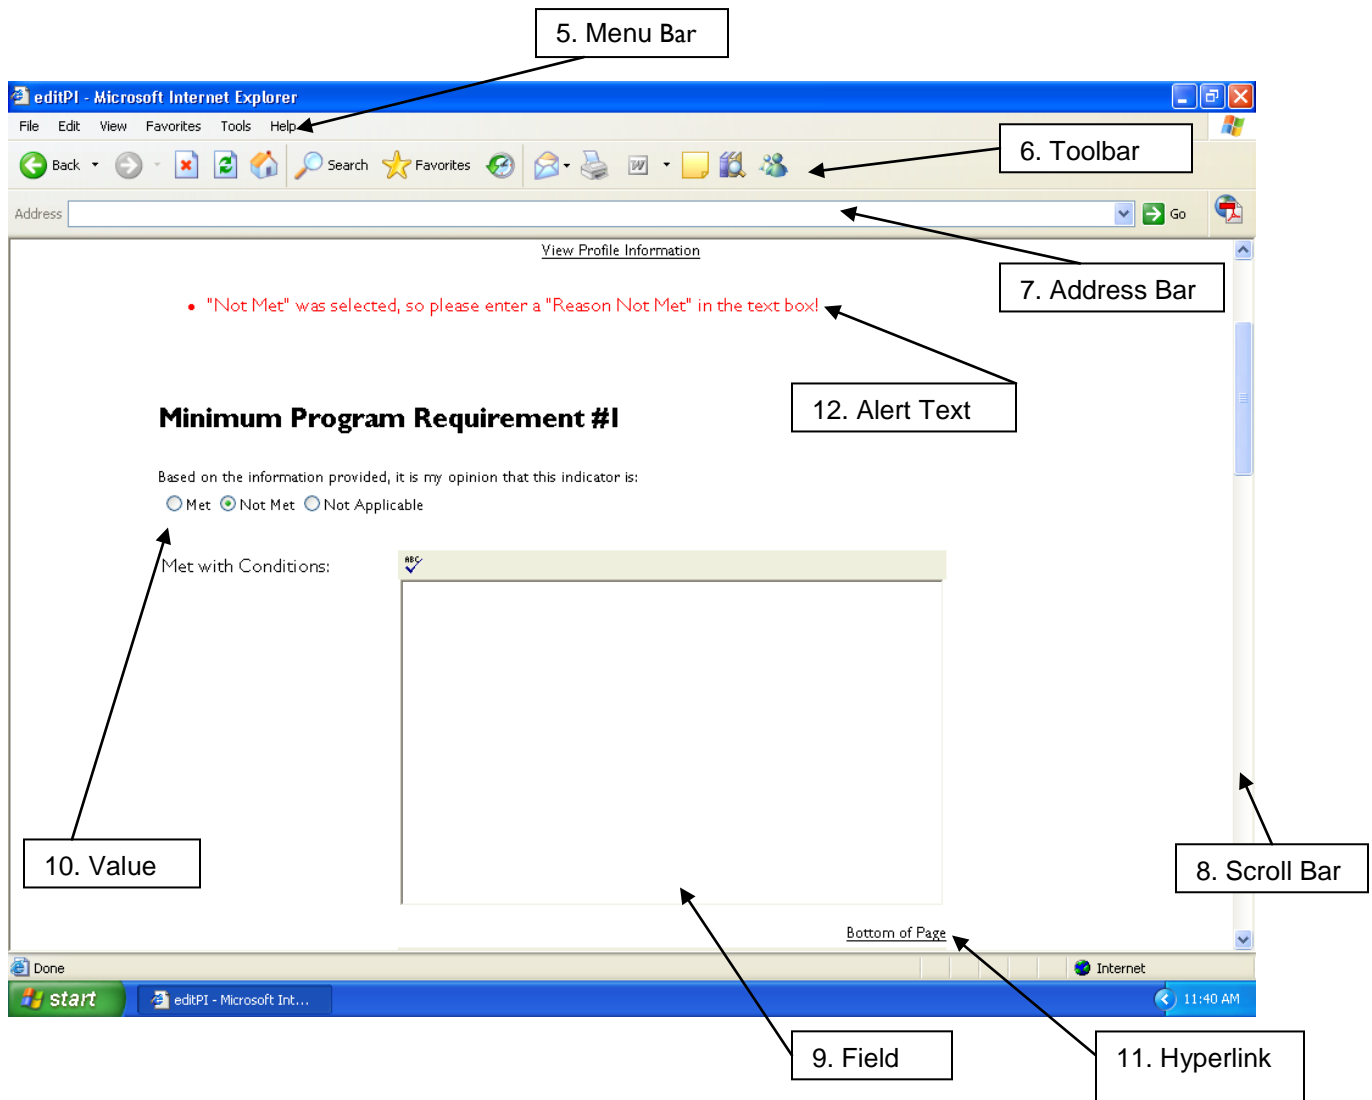 5. Menu Bar
editPI - Microsoft Internet Explorer
File Edit View Favorites Tools Help
6. Toolbar
Back Search Favorites W
Address Go
View Profile Information
7. Address Bar
• "Not Met" was selected, so please enter a "Reason Not Met" in the text box!
12. Alert Text
Minimum Program Requirement #1
Based on the information provided, it is my opinion that this indicator is:
Met Not Met Not Applicable
Met with Conditions: ABC
10. Value
8. Scroll Bar
Bottom of Page
Done Internet
start editPI - Microsoft Int... 11:40 AM
9. Field
11. Hyperlink